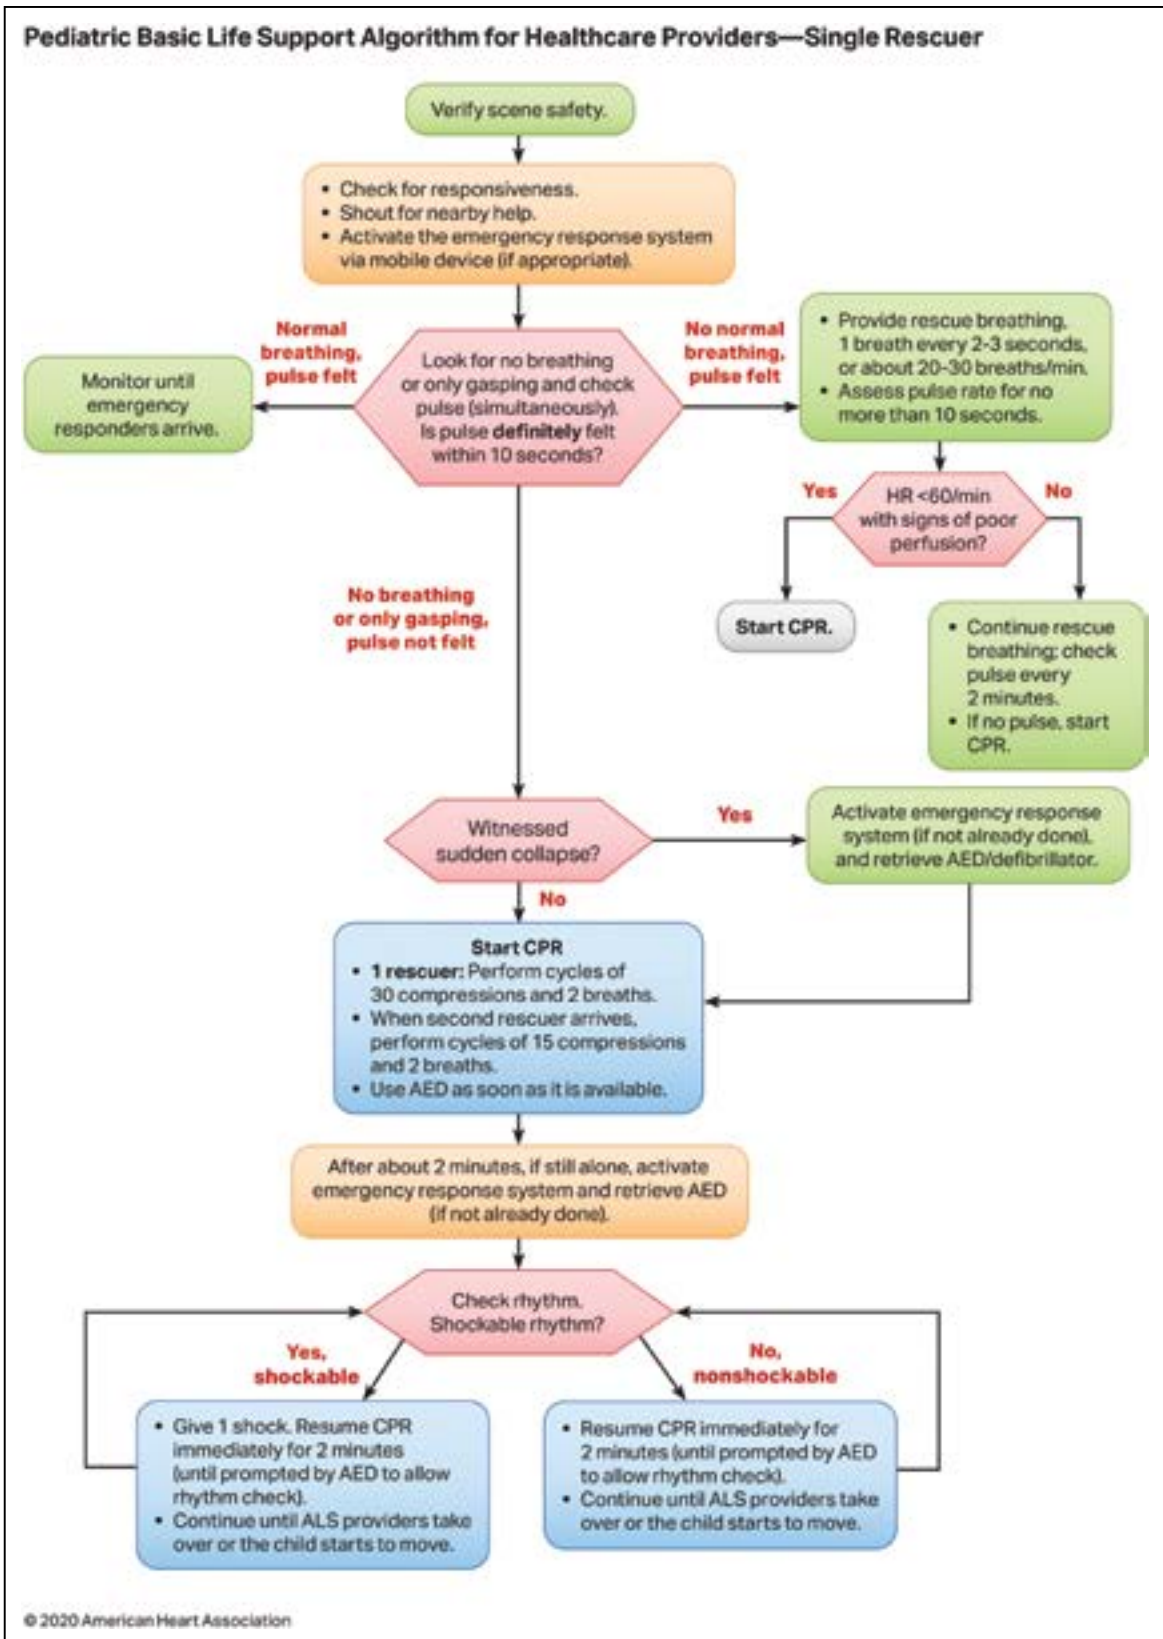 Pediatric Basic Life Support Algorithm for Healthcare Providers—Single Rescuer
Verify scene safety.
• Check for responsiveness.
• Shout for nearby help.
• Activate the emergency response system
via mobile device (if appropriate).
Normal
breathing,
pulse felt
Monitor until
emergency
responders arrive.
Look for no breathing
or only gasping and check
pulse (simultaneously).
Is pulse definitely felt
within 10 seconds?
No normal
breathing,
pulse felt
• Provide rescue breathing,
1 breath every 2-3 seconds,
or about 20-30 breaths/min.
• Assess pulse rate for no
more than 10 seconds.
Yes
HR <60/min
with signs of poor
perfusion?
No
Start CPR.
• Continue rescue
breathing; check
pulse every
2 minutes.
• If no pulse, start
CPR.
No breathing
or only gasping,
pulse not felt
Witnessed
sudden collapse?
Yes
Activate emergency response
system (if not already done),
and retrieve AED/defibrillator.
No
Start CPR
• 1 rescuer: Perform cycles of
30 compressions and 2 breaths.
• When second rescuer arrives,
perform cycles of 15 compressions
and 2 breaths.
• Use AED as soon as it is available.
After about 2 minutes, if still alone, activate
emergency response system and retrieve AED
(if not already done).
Check rhythm.
Shockable rhythm?
Yes,
shockable
No,
nonshockable
• Give 1 shock. Resume CPR
immediately for 2 minutes
(until prompted by AED to allow
rhythm check).
• Continue until ALS providers take
over or the child starts to move.
• Resume CPR immediately for
2 minutes (until prompted by AED
to allow rhythm check).
• Continue until ALS providers take
over or the child starts to move.
© 2020 American Heart Association